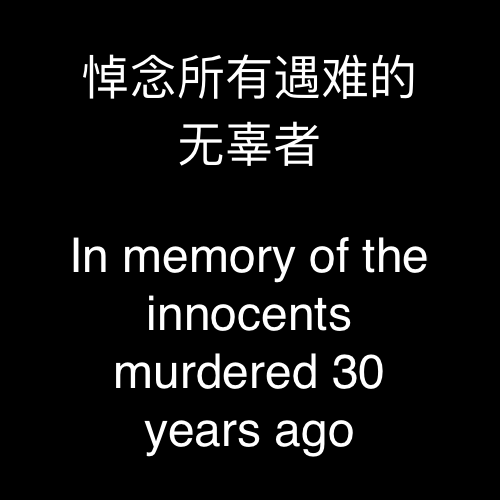 悼念所有遇难的
无辜者
In memory of the
innocents
murdered 30
years ago